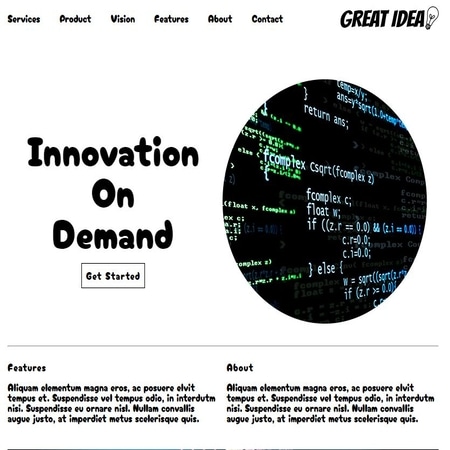 Services Product Vision Features About Contact
GREAT IDEA
Innovation
On
Demand
Get Started
temp=x/y;
}
return ans;
fcomplex Csqrt(fcomplex z)
{
fcomplex c;
float w;
if ((z.r == 0.0) && (z.i == 0.0))
c.r=0.0;
c.i=0.0;
} else {
if (z.r >= 0.0)
Features
Aliquam elementum magna eros, ac posuere elvit
tempus et. Suspendisse vel tempus odio, in interdutm
nisi. Suspendisse eu ornare nisl. Nullam convallis
augue justo, at imperdiet metus scelerisque quis.
About
Aliquam elementum magna eros, ac posuere elvit
tempus et. Suspendisse vel tempus odio, in interdutm
nisi. Suspendisse eu ornare nisl. Nullam convallis
augue justo, at imperdiet metus scelerisque quis.